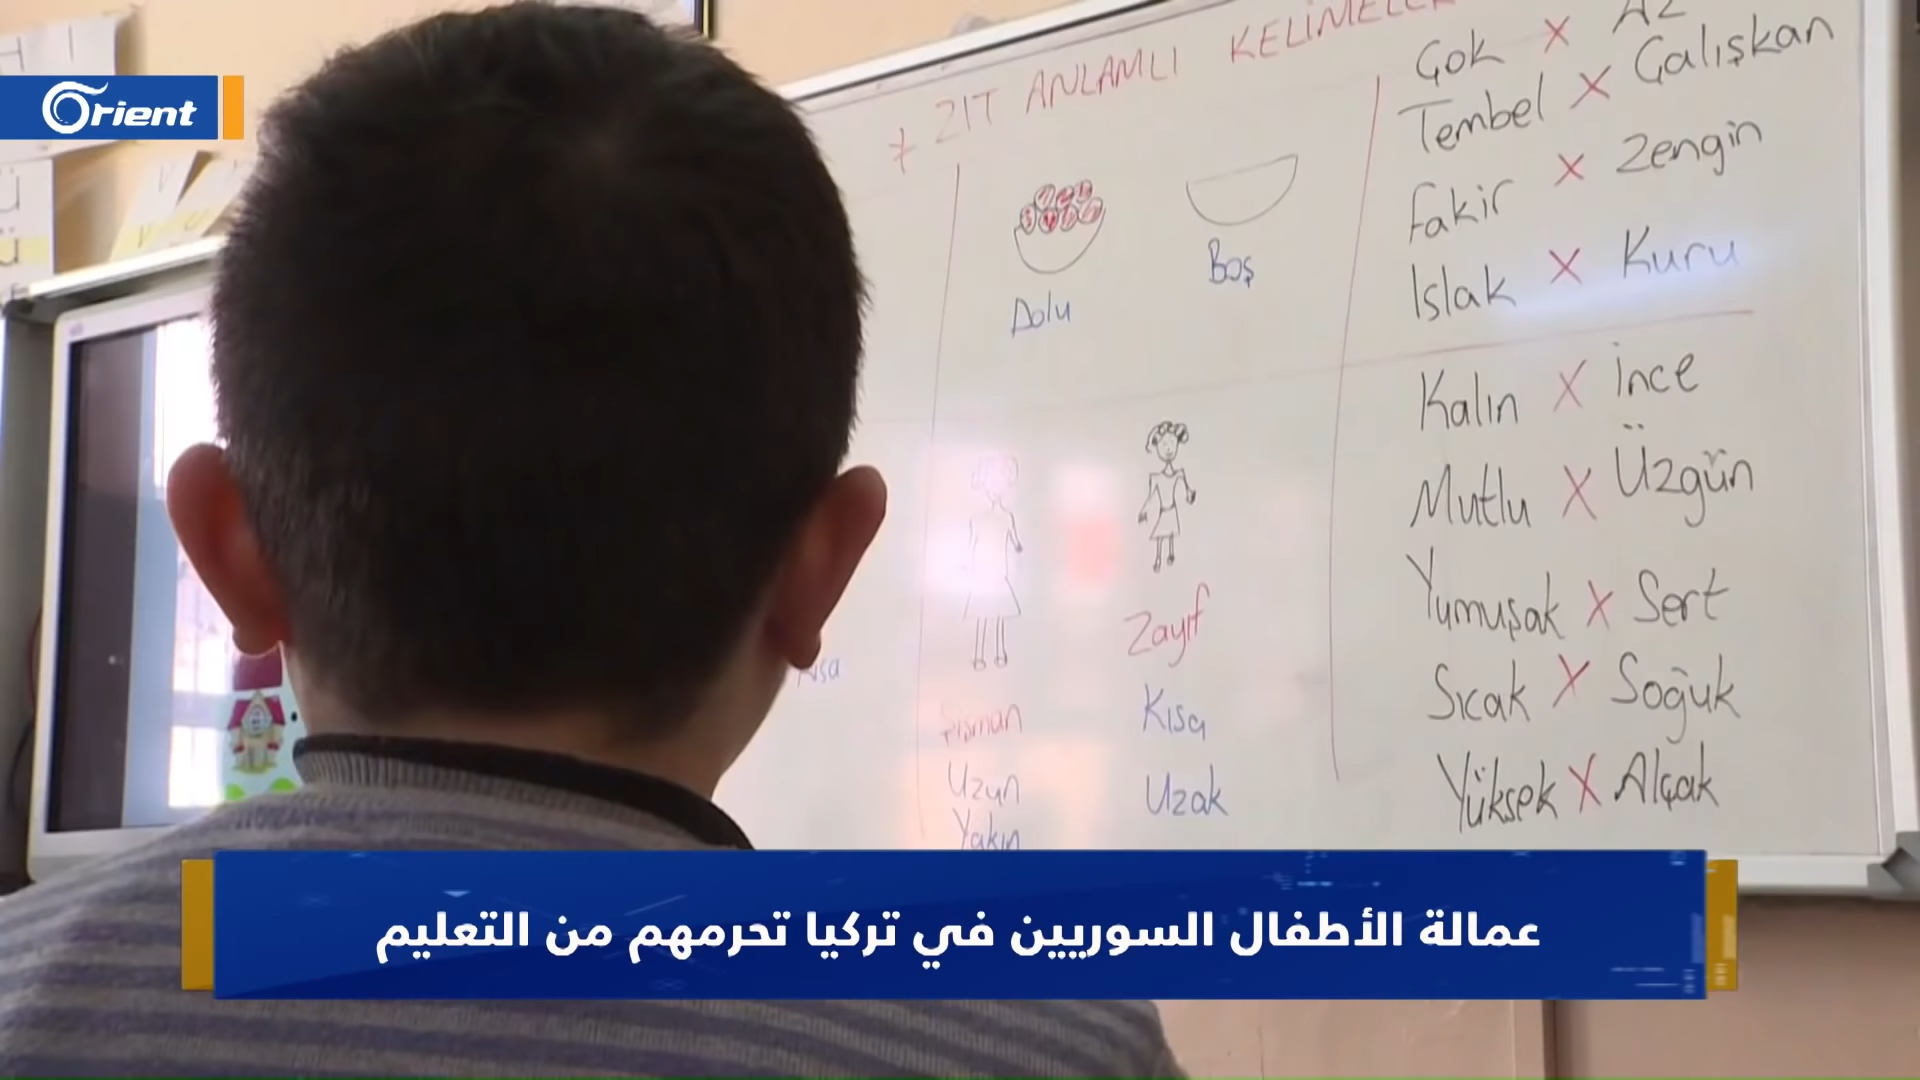 Orient
ZIT ANLAMLI KELİMELER
Çok X Az
Tembel X Çalışkan
Fakir X Zengin
Islak X Kuru
Kalın X İnce
Mutlu X Üzgün
Yumuşak X Sert
Sıcak X Soğuk
Yüksek X Alçak
Dolu
Boş
Zayıf
Şişman
Kısa
Uzun
Uzak
Yakın
عمالة الأطفال السوريين في تركيا تحرمهم من التعليم